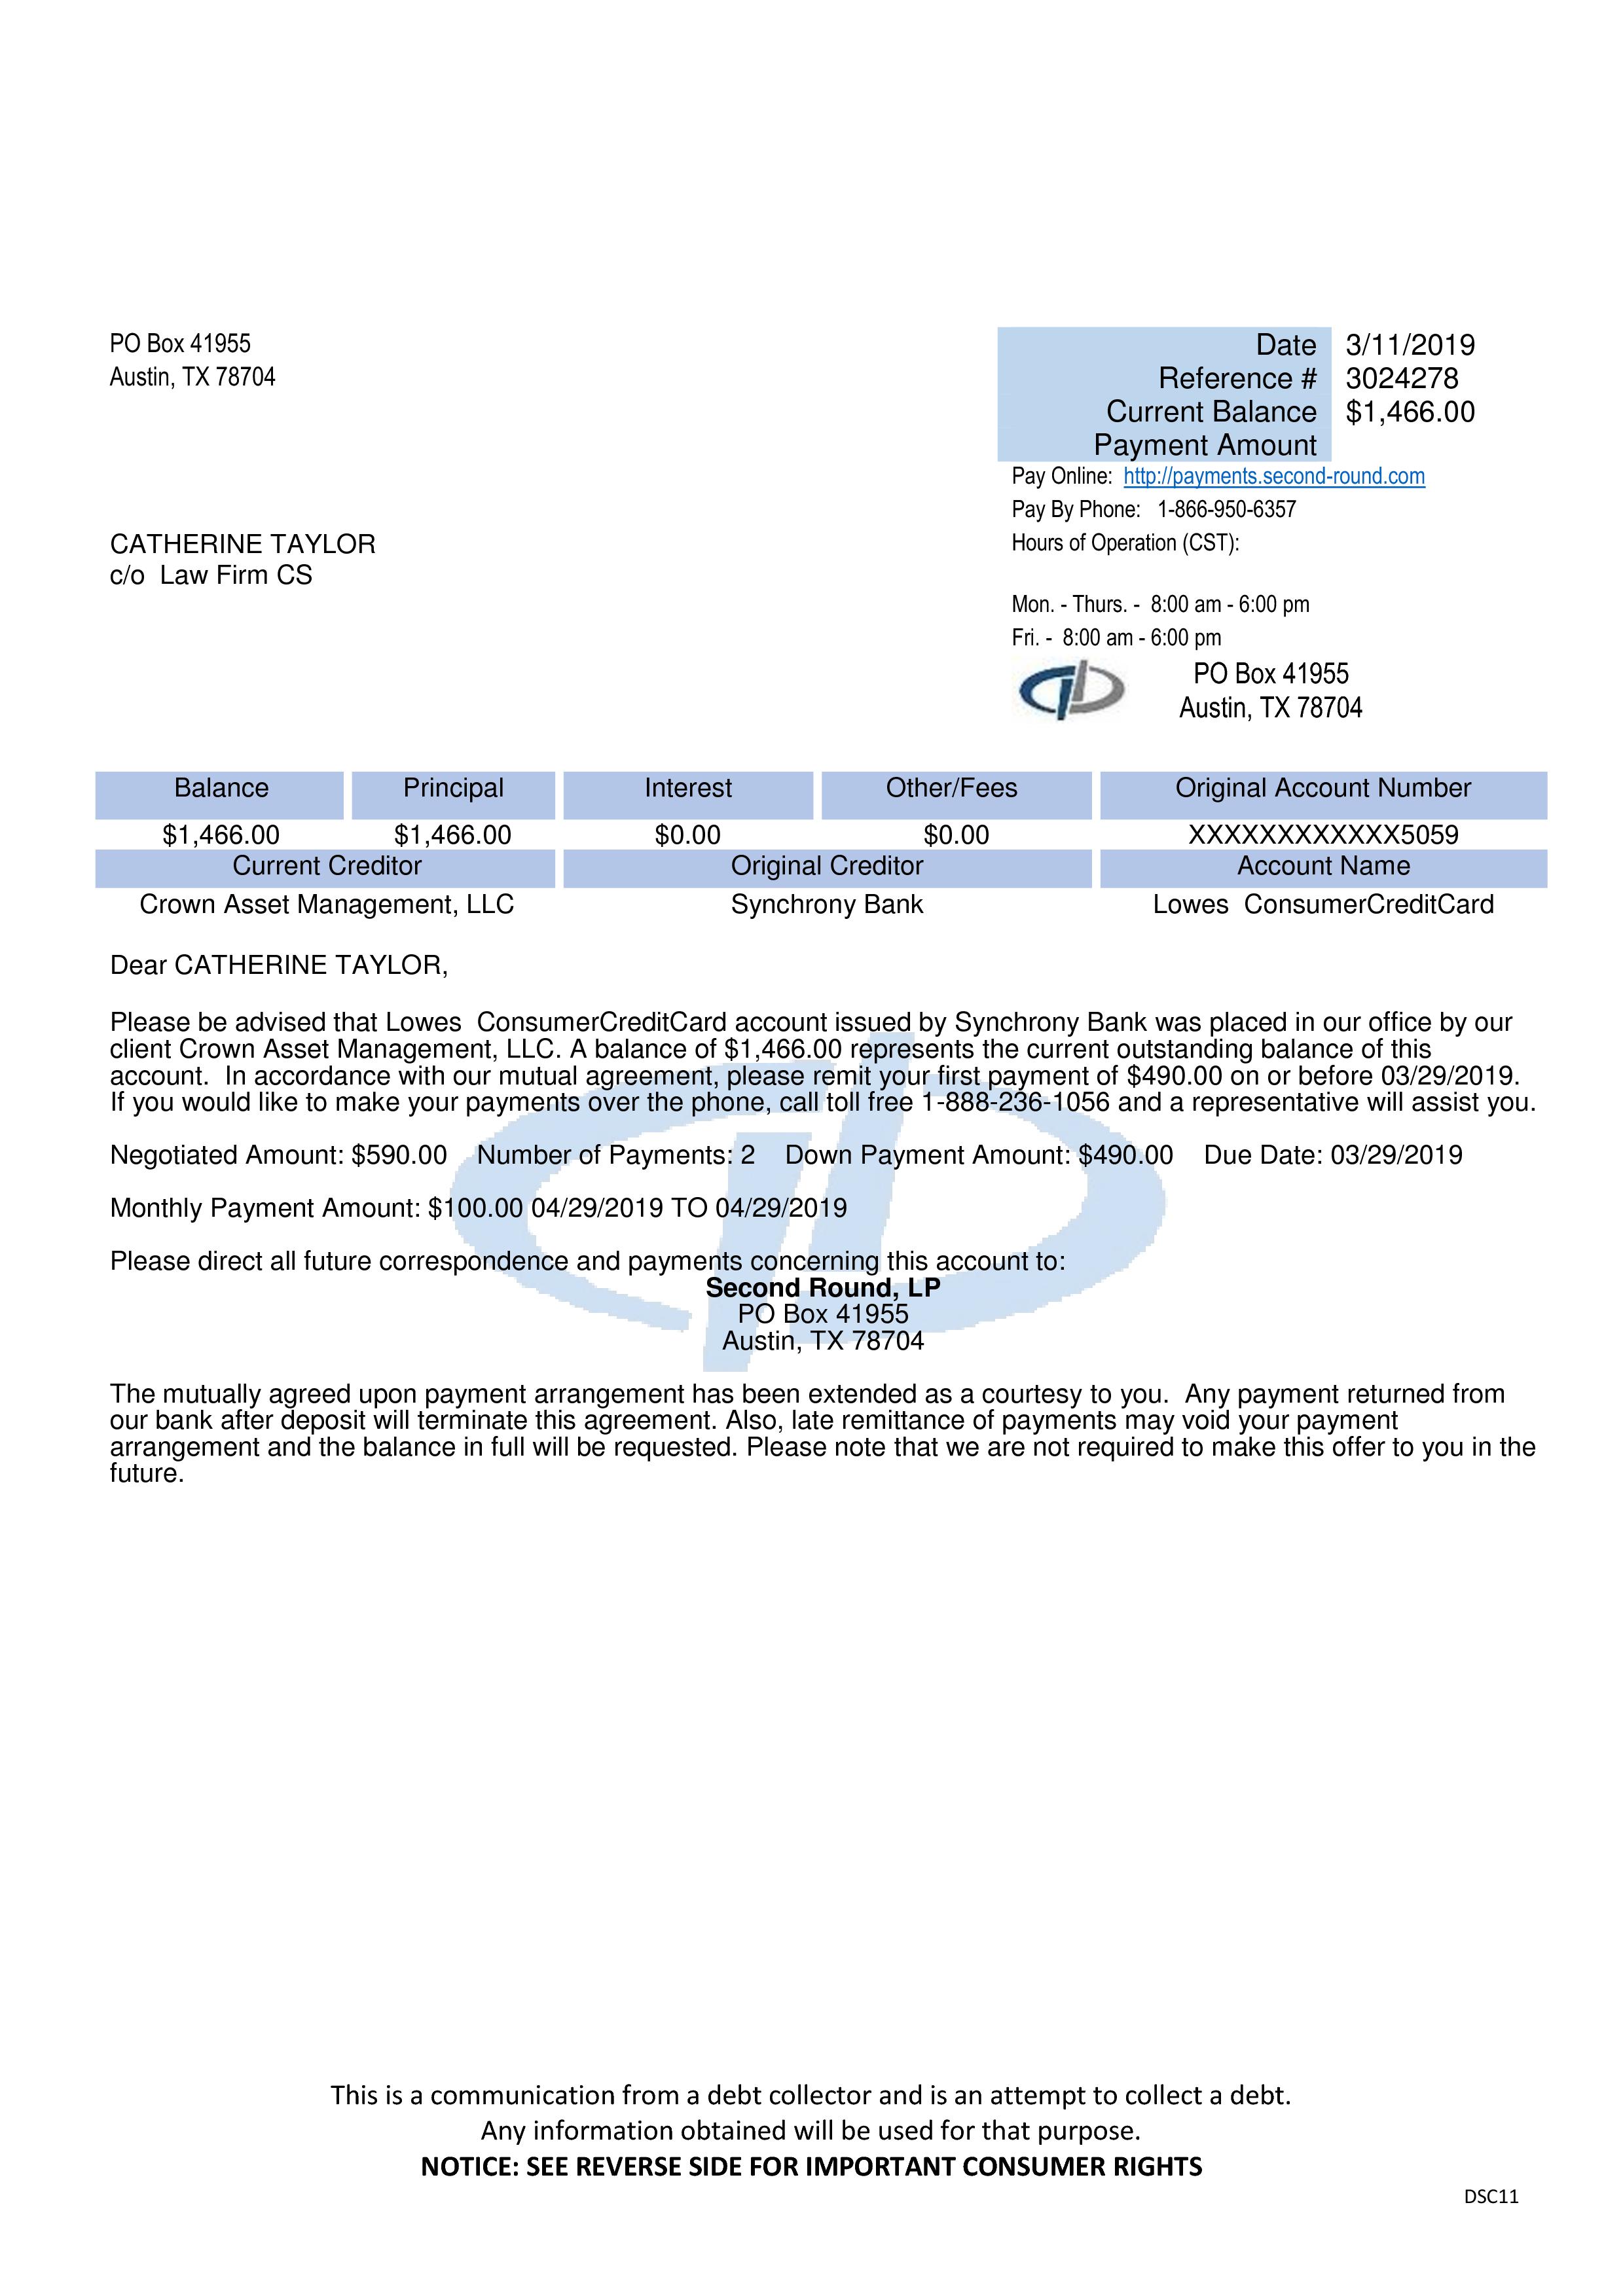 PO Box 41955
Austin, TX 78704
Date 3/11/2019
Reference # 3024278
Current Balance $1,466.00
Payment Amount
Pay Online: http://payments.second-round.com
Pay By Phone: 1-866-950-6357
Hours of Operation (CST):
Mon. - Thurs. - 8:00 am - 6:00 pm
Fri. - 8:00 am - 6:00 pm
PO Box 41955
Austin, TX 78704
CATHERINE TAYLOR
c/o Law Firm CS
Balance Principal Interest Other/Fees Original Account Number
$1,466.00 $1,466.00 $0.00 $0.00 XXXXXXXXXXXX5059
Current Creditor Original Creditor Account Name
Crown Asset Management, LLC Synchrony Bank Lowes ConsumerCreditCard
Dear CATHERINE TAYLOR,
Please be advised that Lowes ConsumerCreditCard account issued by Synchrony Bank was placed in our office by our
client Crown Asset Management, LLC. A balance of $1,466.00 represents the current outstanding balance of this
account. In accordance with our mutual agreement, please remit your first payment of $490.00 on or before 03/29/2019.
If you would like to make your payments over the phone, call toll free 1-888-236-1056 and a representative will assist you.
Negotiated Amount: $590.00 Number of Payments: 2 Down Payment Amount: $490.00 Due Date: 03/29/2019
Monthly Payment Amount: $100.00 04/29/2019 TO 04/29/2019
Please direct all future correspondence and payments concerning this account to:
Second Round, LP
PO Box 41955
Austin, TX 78704
The mutually agreed upon payment arrangement has been extended as a courtesy to you. Any payment returned from
our bank after deposit will terminate this agreement. Also, late remittance of payments may void your payment
arrangement and the balance in full will be requested. Please note that we are not required to make this offer to you in the
future.
This is a communication from a debt collector and is an attempt to collect a debt.
Any information obtained will be used for that purpose.
NOTICE: SEE REVERSE SIDE FOR IMPORTANT CONSUMER RIGHTS
DSC11